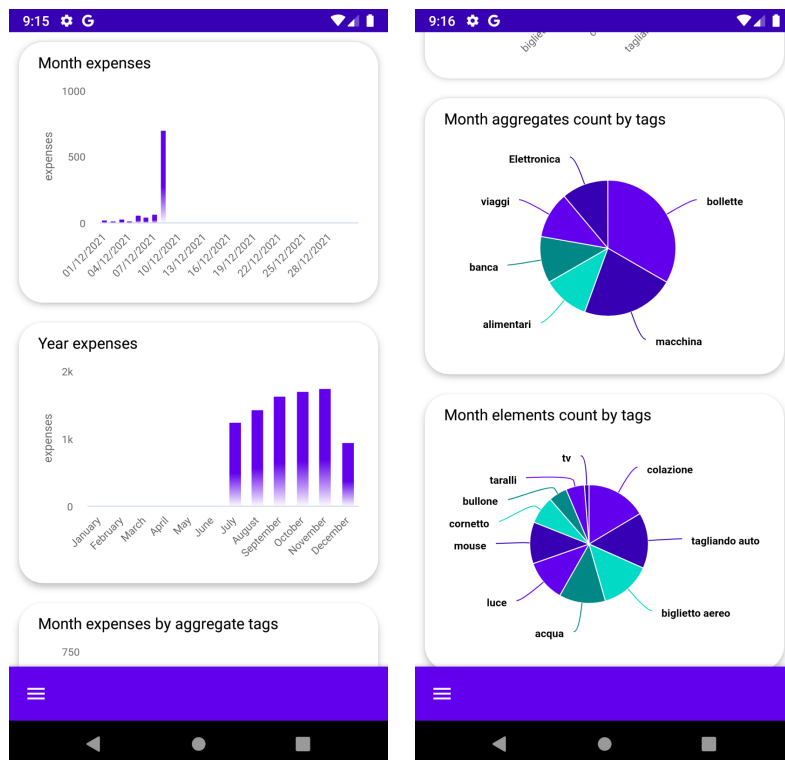 9:15
Month expenses
1000
500
0
expenses
01/12/2021
04/12/2021
07/12/2021
10/12/2021
13/12/2021
16/12/2021
19/12/2021
22/12/2021
25/12/2021
28/12/2021
Year expenses
2k
1k
0
expenses
January
February
March
April
May
June
July
August
September
October
November
December
Month expenses by aggregate tags
750
9:16
Month aggregates count by tags
Elettronica
viaggi
bollette
banca
alimentari
macchina
Month elements count by tags
tv
colazione
taralli
bullone
cornetto
tagliando auto
mouse
luce
biglietto aereo
acqua